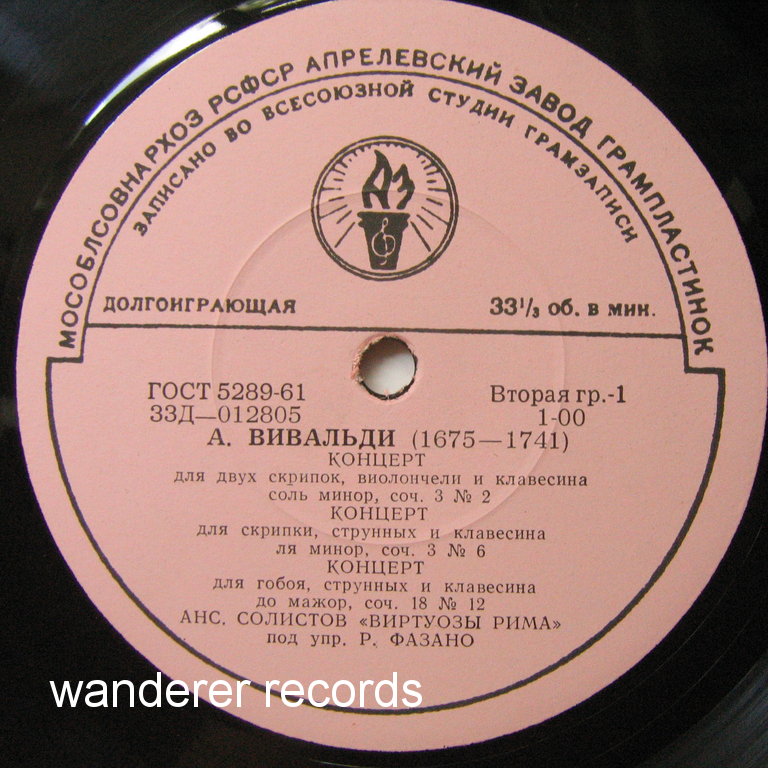 МОСОБЛСОВНАРХОЗ РСФСР АПРЕЛЕВСКИЙ ЗАВОД ГРАМПЛАСТИНОК
ЗАПИСАНО ВО ВСЕСОЮЗНОЙ СТУДИИ ГРАМЗАПИСИ
АЗ
ДОЛГОИГРАЮЩАЯ 33 1/3 об. в мин.
ГОСТ 5289-61 Вторая гр.-1
33Д—012805 1-00
А. ВИВАЛЬДИ (1675—1741)
КОНЦЕРТ
для двух скрипок, виолончели и клавесина
соль минор, соч. 3 № 2
КОНЦЕРТ
для скрипки, струнных и клавесина
ля минор, соч. 3 № 6
КОНЦЕРТ
для гобоя, струнных и клавесина
до мажор, соч. 18 № 12
АНС. СОЛИСТОВ «ВИРТУОЗЫ РИМА»
под упр. Р. ФАЗАНО
wanderer records